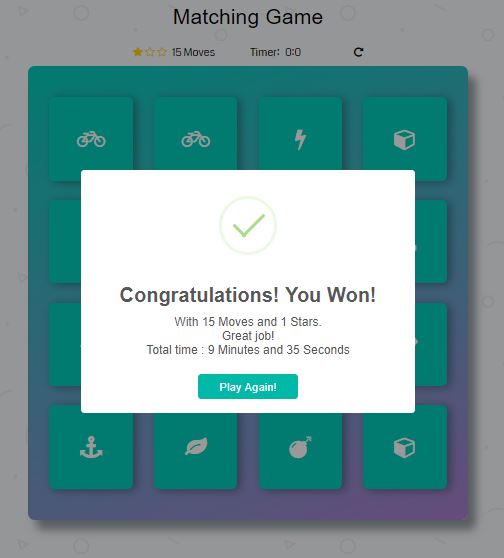 Matching Game
15 Moves Timer: 0:0
Congratulations! You Won!
With 15 Moves and 1 Stars.
Great job!
Total time : 9 Minutes and 35 Seconds
Play Again!